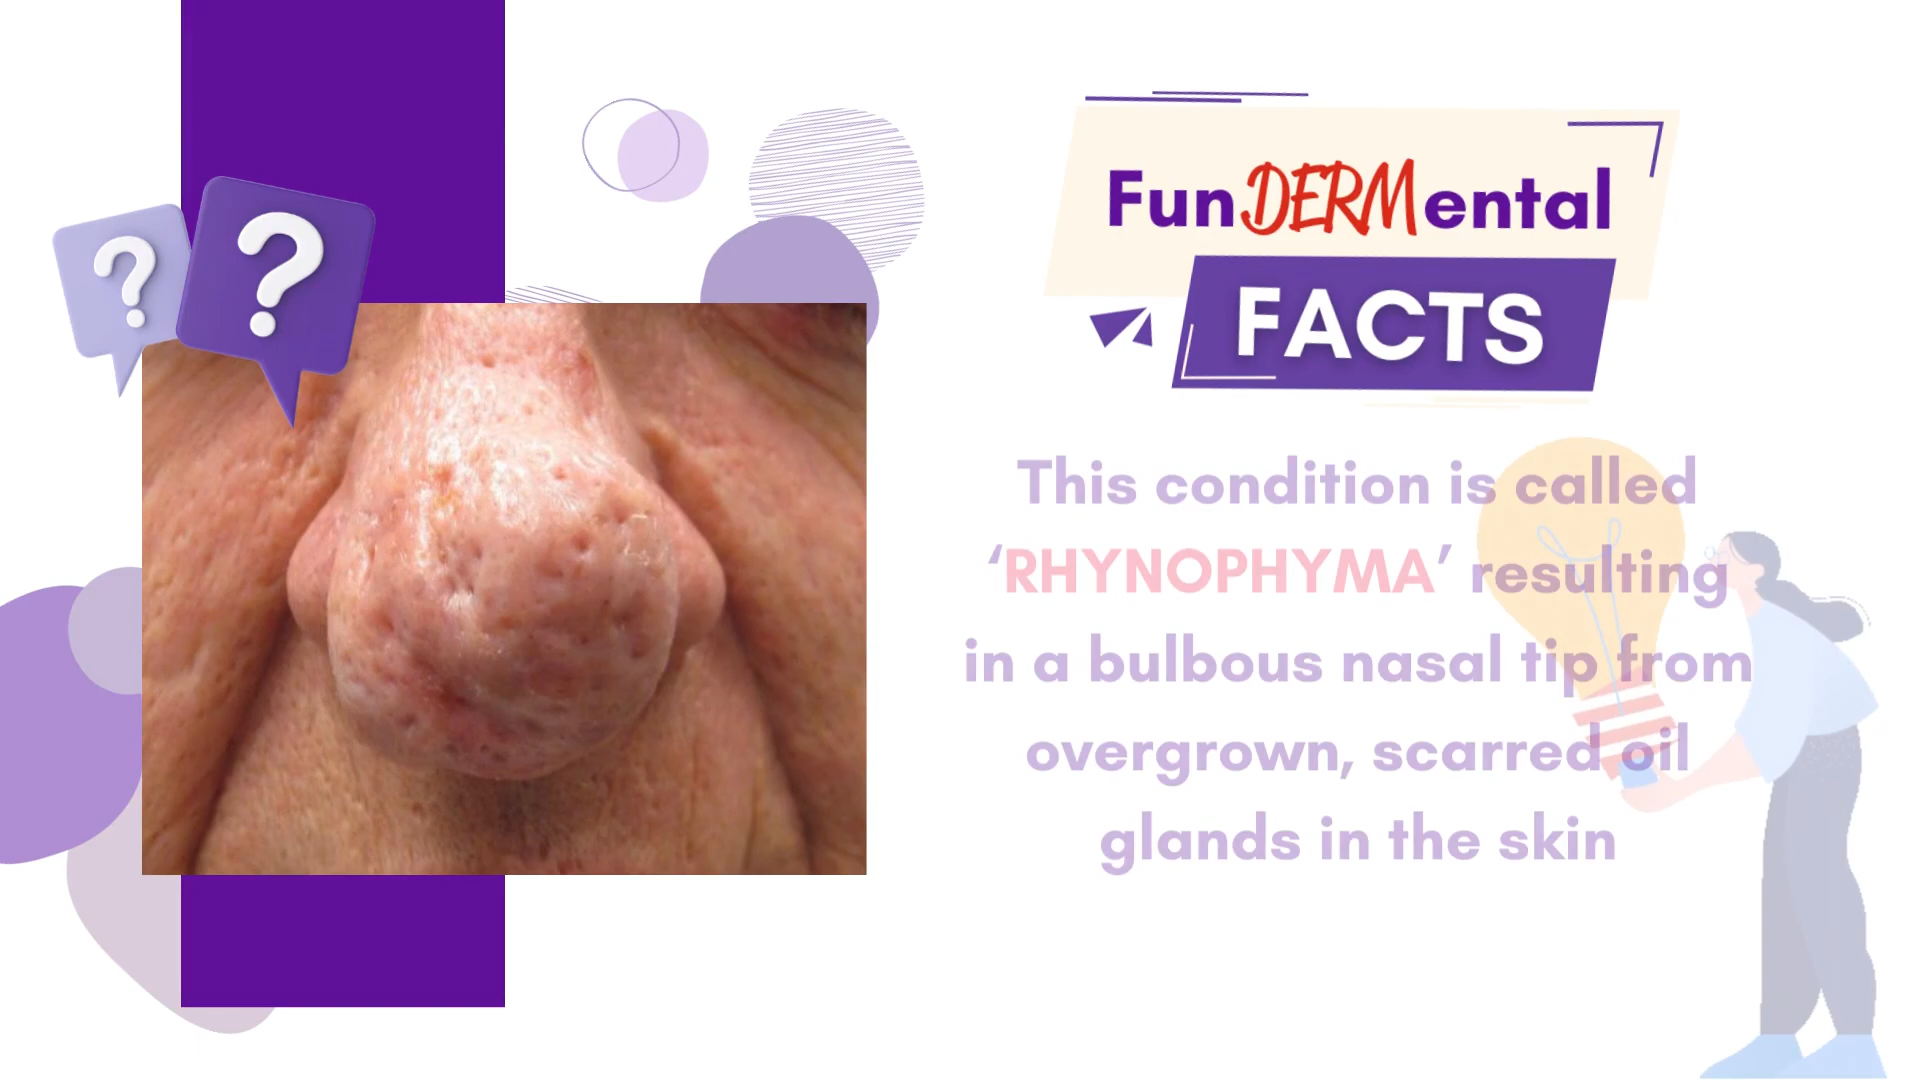 ? ?
FunDERMental
FACTS
This condition is called
‘RHYNOPHYMA’ resulting
in a bulbous nasal tip from
overgrown, scarred oil
glands in the skin